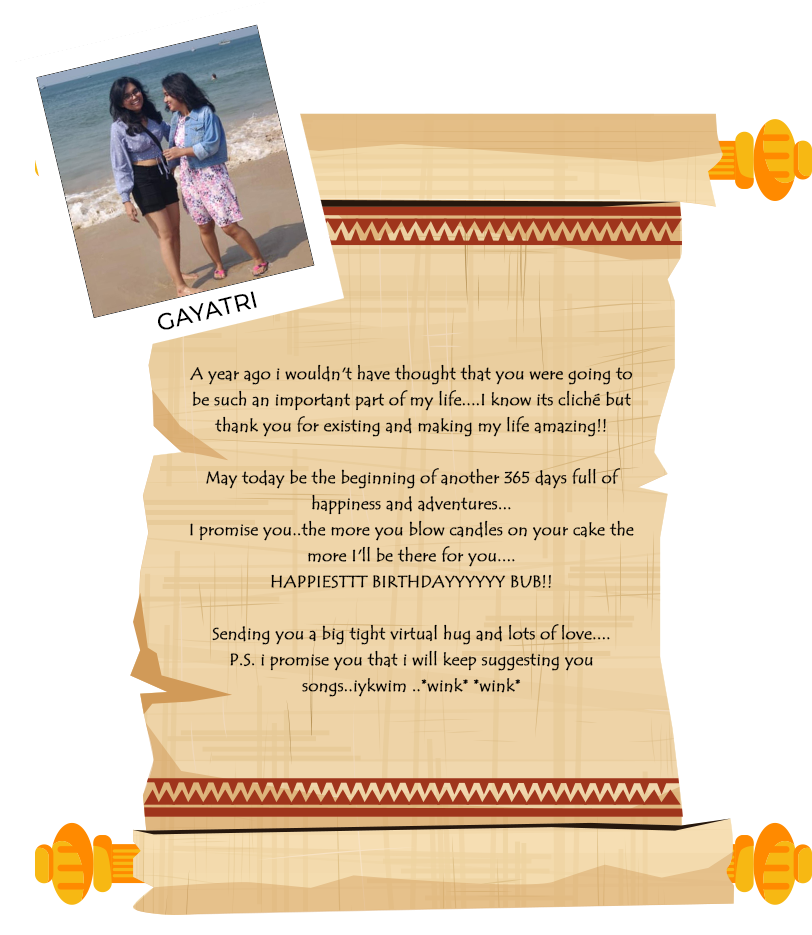 GAYATRI
A year ago i wouldn't have thought that you were going to
be such an important part of my life....I know its cliché but
thank you for existing and making my life amazing!!
May today be the beginning of another 365 days full of
happiness and adventures...
I promise you..the more you blow candles on your cake the
more I'll be there for you....
HAPPIESTTT BIRTHDAYYYYYY BUB!!
Sending you a big tight virtual hug and lots of love....
P.S. i promise you that i will keep suggesting you
songs..iykwim ..*wink* *wink*